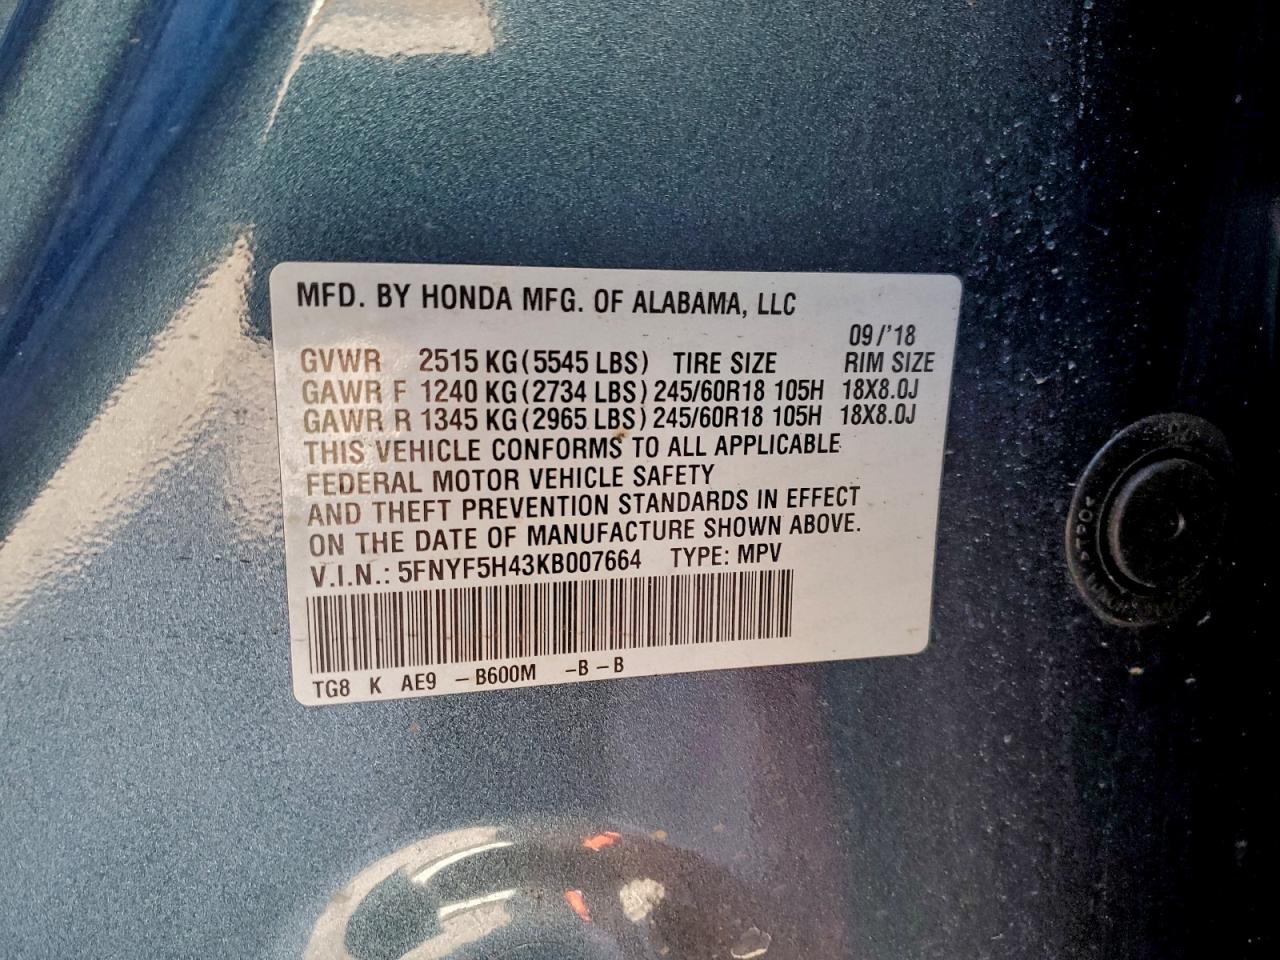 MFD. BY HONDA MFG. OF ALABAMA, LLC
09/'18
GVWR 2515 KG (5545 LBS) TIRE SIZE RIM SIZE
GAWR F 1240 KG (2734 LBS) 245/60R18 105H 18X8.0J
GAWR R 1345 KG (2965 LBS) 245/60R18 105H 18X8.0J
THIS VEHICLE CONFORMS TO ALL APPLICABLE
FEDERAL MOTOR VEHICLE SAFETY
AND THEFT PREVENTION STANDARDS IN EFFECT
ON THE DATE OF MANUFACTURE SHOWN ABOVE.
V.I.N.: 5FNYF5H43KB007664 TYPE: MPV
TG8 K AE9 - B600M -B - B